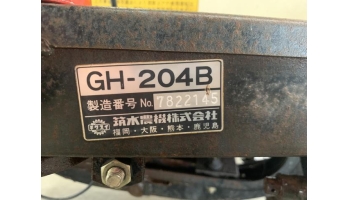 GH-204B
製造番号 No. 7822145
筑水農機株式会社
福岡・大阪・熊本・鹿児島